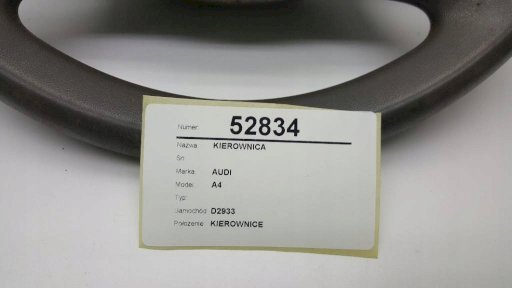 Numer: 52834
Nazwa: KIEROWNICA
Sn:
Marka: AUDI
Model: A4
Typ:
Samochód: D2933
Położenie: KIEROWNICE